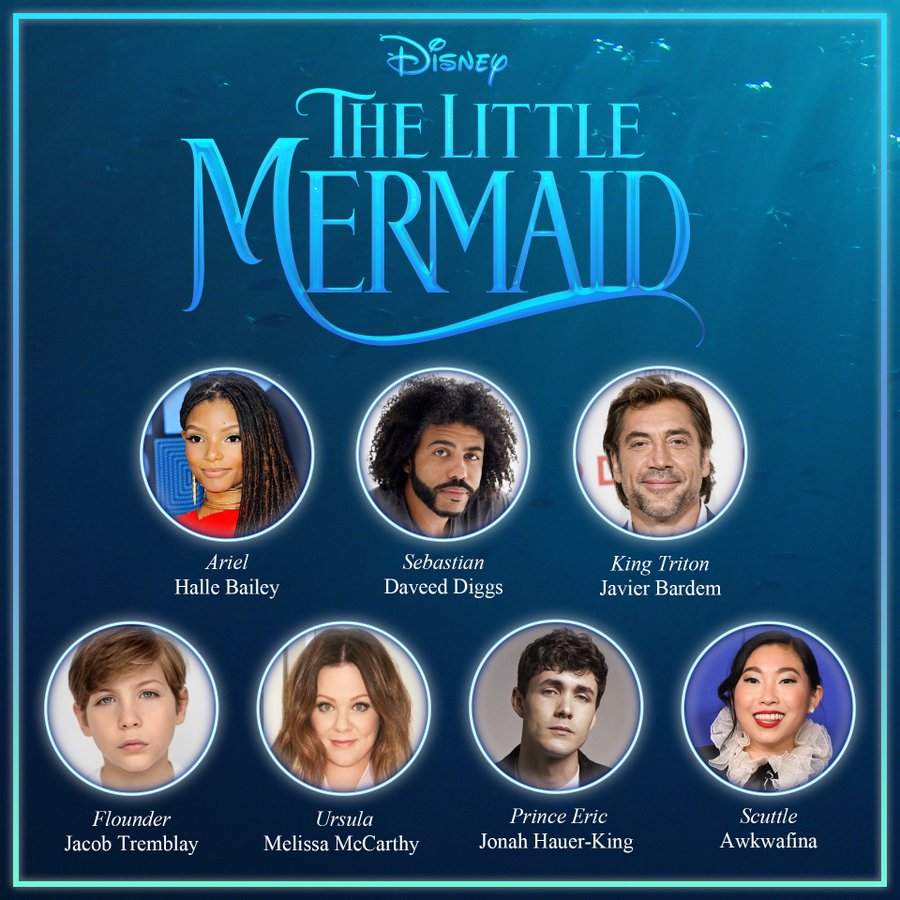 Disney
THE LITTLE
MERMAID
Ariel
Halle Bailey
Sebastian
Daveed Diggs
King Triton
Javier Bardem
Flounder
Jacob Tremblay
Ursula
Melissa McCarthy
Prince Eric
Jonah Hauer-King
Scuttle
Awkwafina